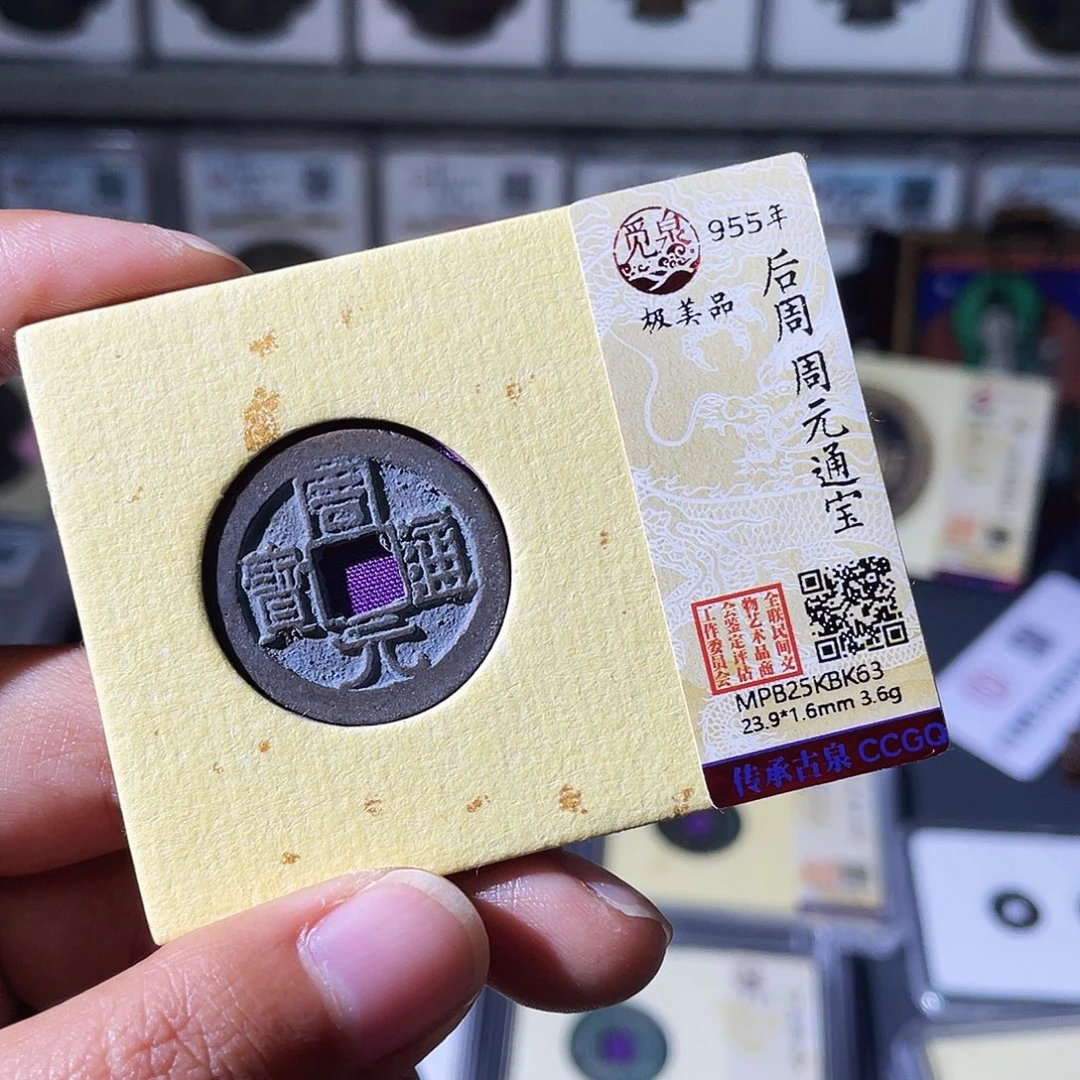 周
元
通
寳
觅泉
955年
极美品
后周 周元通宝
全联民间文
物艺术品商
会鉴定评估
工作委员会
MPB25KBK63
23.9*1.6mm 3.6g
传承古泉 CCGQ